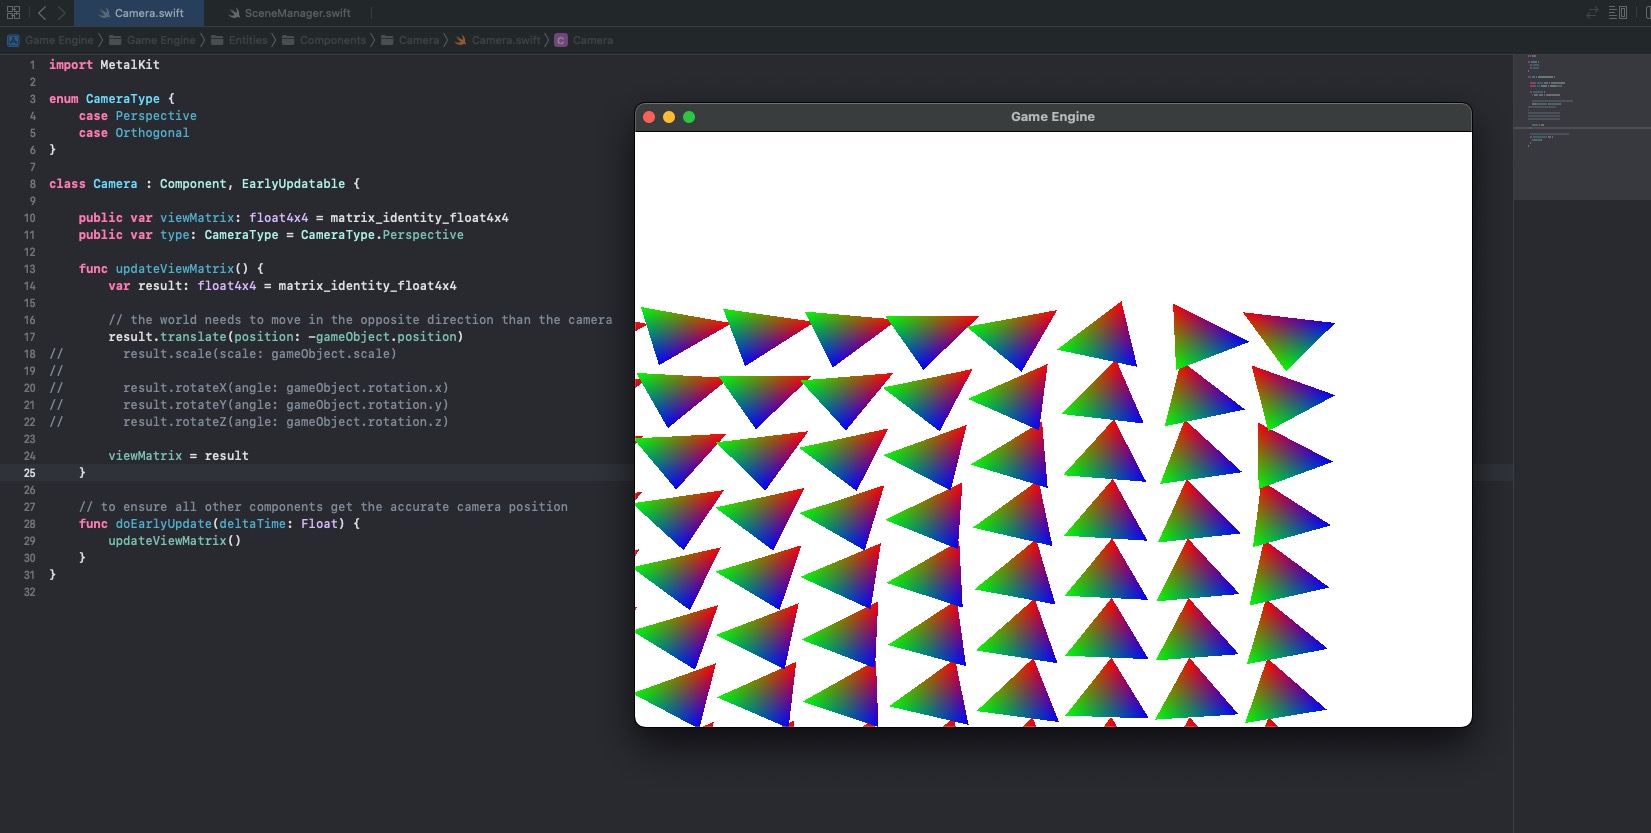 Camera.swift SceneManager.swift
Game Engine Game Engine Entities Components Camera Camera.swift C Camera
1 import MetalKit
2
3 enum CameraType {
4 case Perspective
5 case Orthogonal
6 }
7
8 class Camera : Component, EarlyUpdatable {
9
10 public var viewMatrix: float4x4 = matrix_identity_float4x4
11 public var type: CameraType = CameraType.Perspective
12
13 func updateViewMatrix() {
14 var result: float4x4 = matrix_identity_float4x4
15
16 // the world needs to move in the opposite direction than the camera
17 result.translate(position: -gameObject.position)
18 // result.scale(scale: gameObject.scale)
19 //
20 // result.rotateX(angle: gameObject.rotation.x)
21 // result.rotateY(angle: gameObject.rotation.y)
22 // result.rotateZ(angle: gameObject.rotation.z)
23
24 viewMatrix = result
25 }
26
27 // to ensure all other components get the accurate camera position
28 func doEarlyUpdate(deltaTime: Float) {
29 updateViewMatrix()
30 }
31 }
32
Game Engine